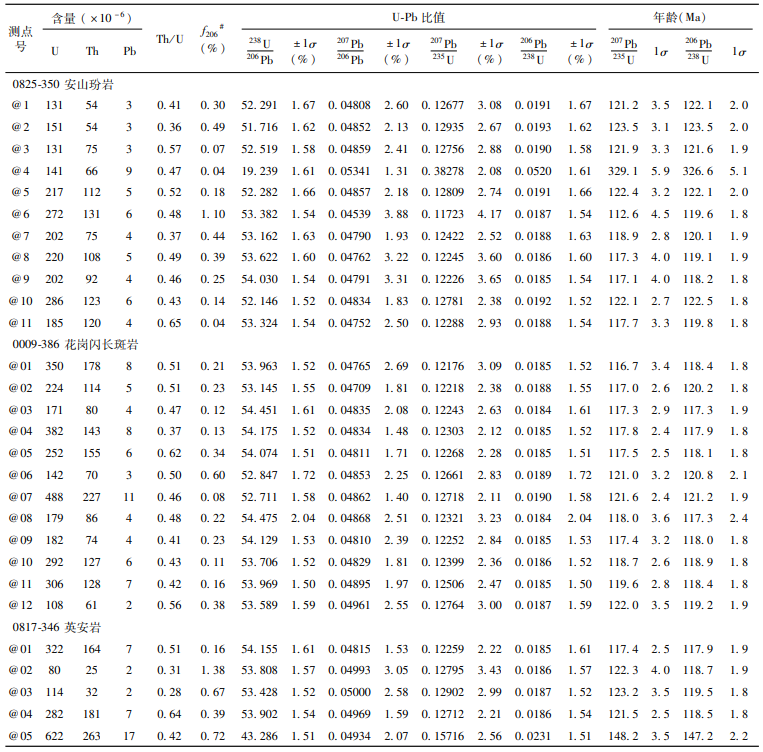 测点号 含量（×10⁻⁶） Th/U f₂₀₆# (%) U-Pb 比值 年龄(Ma)
U Th Pb ²³⁸U/²⁰⁶Pb ±1σ (%) ²⁰⁷Pb/²⁰⁶Pb ±1σ (%) ²⁰⁷Pb/²³⁵U ±1σ (%) ²⁰⁶Pb/²³⁸U ±1σ (%) ²⁰⁷Pb/²³⁵U 1σ ²⁰⁶Pb/²³⁸U 1σ
0825-350 安山玢岩
@1 131 54 3 0.41 0.30 52.291 1.67 0.04808 2.60 0.12677 3.08 0.0191 1.67 121.2 3.5 122.1 2.0
@2 151 54 3 0.36 0.49 51.716 1.62 0.04852 2.13 0.12935 2.67 0.0193 1.62 123.5 3.1 123.5 2.0
@3 131 75 3 0.57 0.07 52.519 1.58 0.04859 2.41 0.12756 2.88 0.0190 1.58 121.9 3.3 121.6 1.9
@4 141 66 9 0.47 0.04 19.239 1.61 0.05341 1.31 0.38278 2.08 0.0520 1.61 329.1 5.9 326.6 5.1
@5 217 112 5 0.52 0.18 52.282 1.66 0.04857 2.18 0.12809 2.74 0.0191 1.66 122.4 3.2 122.1 2.0
@6 272 131 6 0.48 1.10 53.382 1.54 0.04539 3.88 0.11723 4.17 0.0187 1.54 112.6 4.5 119.6 1.8
@7 202 75 4 0.37 0.44 53.162 1.63 0.04790 1.93 0.12422 2.52 0.0188 1.63 118.9 2.8 120.1 1.9
@8 220 108 5 0.49 0.39 53.622 1.60 0.04762 3.22 0.12245 3.60 0.0186 1.60 117.3 4.0 119.1 1.9
@9 202 92 4 0.46 0.25 54.030 1.54 0.04791 3.31 0.12226 3.65 0.0185 1.54 117.1 4.0 118.2 1.8
@10 286 123 6 0.43 0.14 52.146 1.52 0.04834 1.83 0.12781 2.38 0.0192 1.52 122.1 2.7 122.5 1.8
@11 185 120 4 0.65 0.04 53.324 1.54 0.04752 2.50 0.12288 2.93 0.0188 1.54 117.7 3.3 119.8 1.8
0009-386 花岗闪长斑岩
@01 350 178 8 0.51 0.21 53.963 1.52 0.04765 2.69 0.12176 3.09 0.0185 1.52 116.7 3.4 118.4 1.8
@02 224 114 5 0.51 0.23 53.145 1.55 0.04709 1.81 0.12218 2.38 0.0188 1.55 117.0 2.6 120.2 1.8
@03 171 80 4 0.47 0.12 54.451 1.61 0.04835 2.08 0.12243 2.63 0.0184 1.61 117.3 2.9 117.3 1.9
@04 382 143 8 0.37 0.13 54.175 1.52 0.04834 1.48 0.12303 2.12 0.0185 1.52 117.8 2.4 117.9 1.8
@05 252 155 6 0.62 0.34 54.074 1.51 0.04811 1.71 0.12268 2.28 0.0185 1.51 117.5 2.5 118.1 1.8
@06 142 70 3 0.50 0.60 52.847 1.72 0.04853 2.25 0.12661 2.83 0.0189 1.72 121.0 3.2 120.8 2.1
@07 488 227 11 0.46 0.08 52.711 1.58 0.04862 1.40 0.12718 2.11 0.0190 1.58 121.6 2.4 121.2 1.9
@08 179 86 4 0.48 0.22 54.475 2.04 0.04868 2.51 0.12321 3.23 0.0184 2.04 118.0 3.6 117.3 2.4
@09 182 74 4 0.41 0.23 54.129 1.53 0.04810 2.39 0.12252 2.84 0.0185 1.53 117.4 3.2 118.0 1.8
@10 292 127 6 0.43 0.11 53.706 1.52 0.04829 1.81 0.12399 2.36 0.0186 1.52 118.7 2.6 118.9 1.8
@11 306 128 7 0.42 0.16 53.969 1.50 0.04895 1.97 0.12506 2.47 0.0185 1.50 119.6 2.8 118.4 1.8
@12 108 61 2 0.56 0.38 53.589 1.59 0.04961 2.55 0.12764 3.00 0.0187 1.59 122.0 3.5 119.2 1.9
0817-346 英安岩
@01 322 164 7 0.51 0.16 54.155 1.61 0.04815 1.53 0.12259 2.22 0.0185 1.61 117.4 2.5 117.9 1.9
@02 80 25 2 0.31 1.38 53.808 1.57 0.04993 3.05 0.12795 3.43 0.0186 1.57 122.3 4.0 118.7 1.9
@03 114 32 2 0.28 0.67 53.428 1.52 0.05000 2.58 0.12902 2.99 0.0187 1.52 123.2 3.5 119.5 1.8
@04 282 181 7 0.64 0.39 53.902 1.54 0.04969 1.59 0.12712 2.21 0.0186 1.54 121.5 2.5 118.5 1.8
@05 622 263 17 0.42 0.72 43.286 1.51 0.04934 2.07 0.15716 2.56 0.0231 1.51 148.2 3.5 147.2 2.2